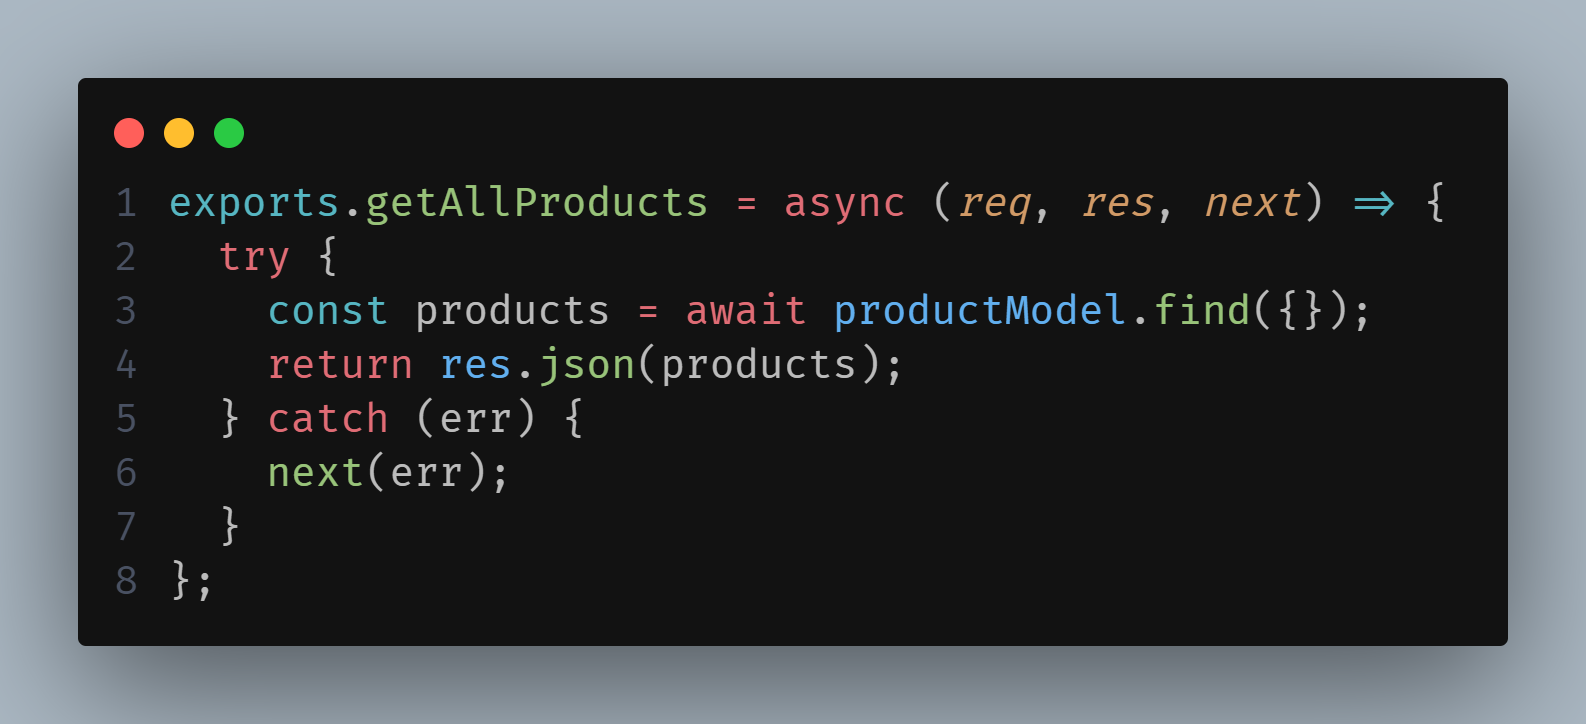 1 exports.getAllProducts = async (req, res, next) => {
2   try {
3     const products = await productModel.find({});
4     return res.json(products);
5   } catch (err) {
6     next(err);
7   }
8 };